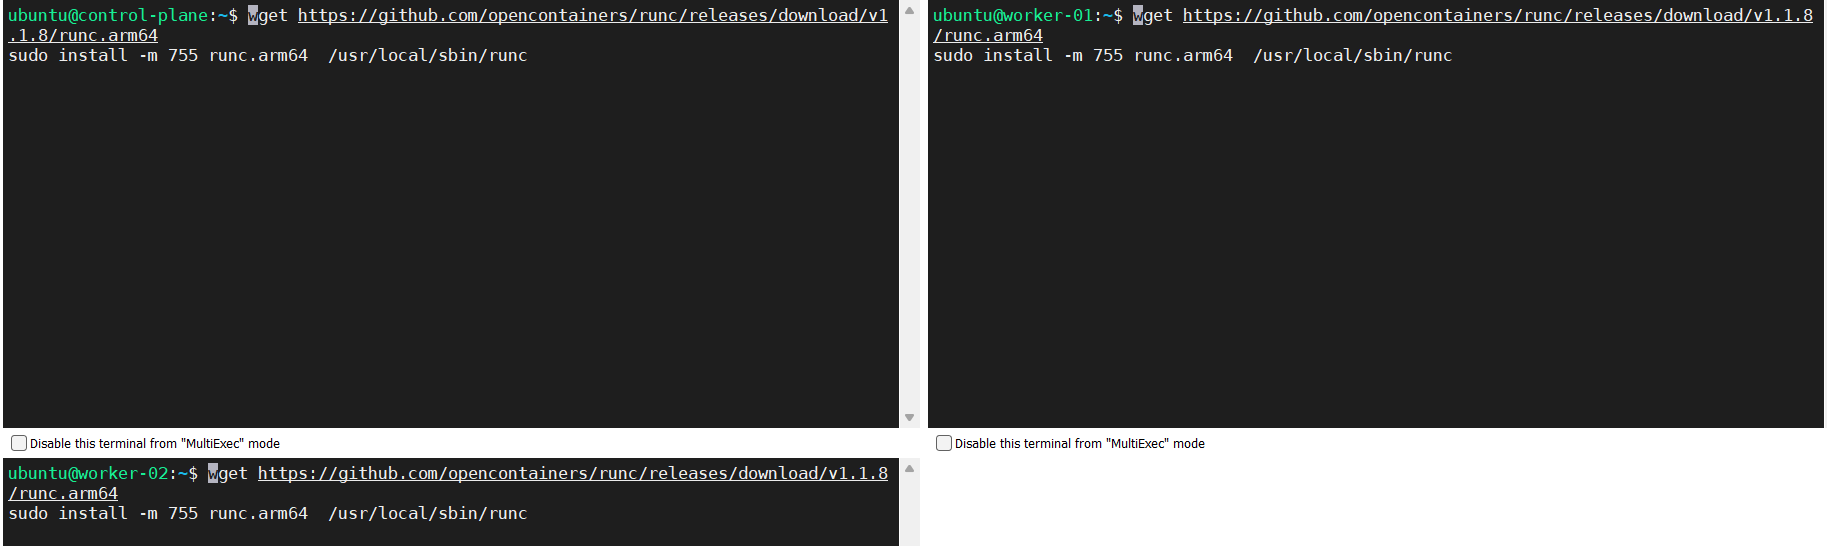 ubuntu@control-plane:~$ wget https://github.com/opencontainers/runc/releases/download/v1
.1.8/runc.arm64
sudo install -m 755 runc.arm64  /usr/local/sbin/runc
Disable this terminal from "MultiExec" mode
ubuntu@worker-01:~$ wget https://github.com/opencontainers/runc/releases/download/v1.1.8
/runc.arm64
sudo install -m 755 runc.arm64  /usr/local/sbin/runc
Disable this terminal from "MultiExec" mode
ubuntu@worker-02:~$ wget https://github.com/opencontainers/runc/releases/download/v1.1.8
/runc.arm64
sudo install -m 755 runc.arm64  /usr/local/sbin/runc